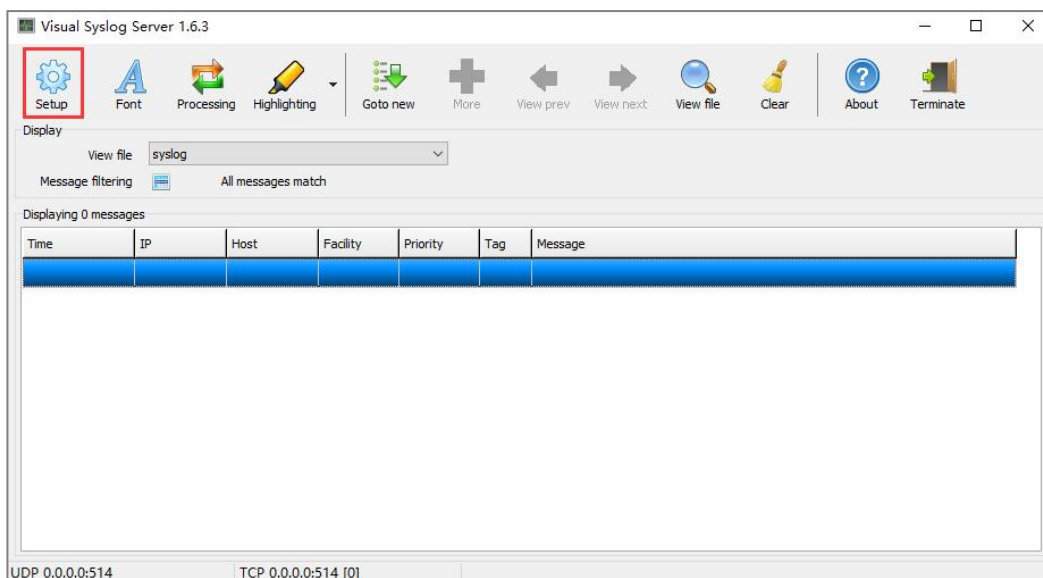 Visual Syslog Server 1.6.3
Setup Font Processing Highlighting Goto new More View prev View next View file Clear About Terminate
Display
View file syslog
Message filtering All messages match
Displaying 0 messages
Time IP Host Facility Priority Tag Message
UDP 0.0.0.0:514 TCP 0.0.0.0:514 [0]